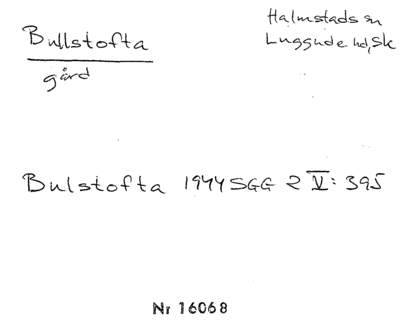 Bullstofta
gård
Halmstads sn
Luggude hd, Sk
Bulstofta 1944 SGG 2 V: 395
Nr 16068